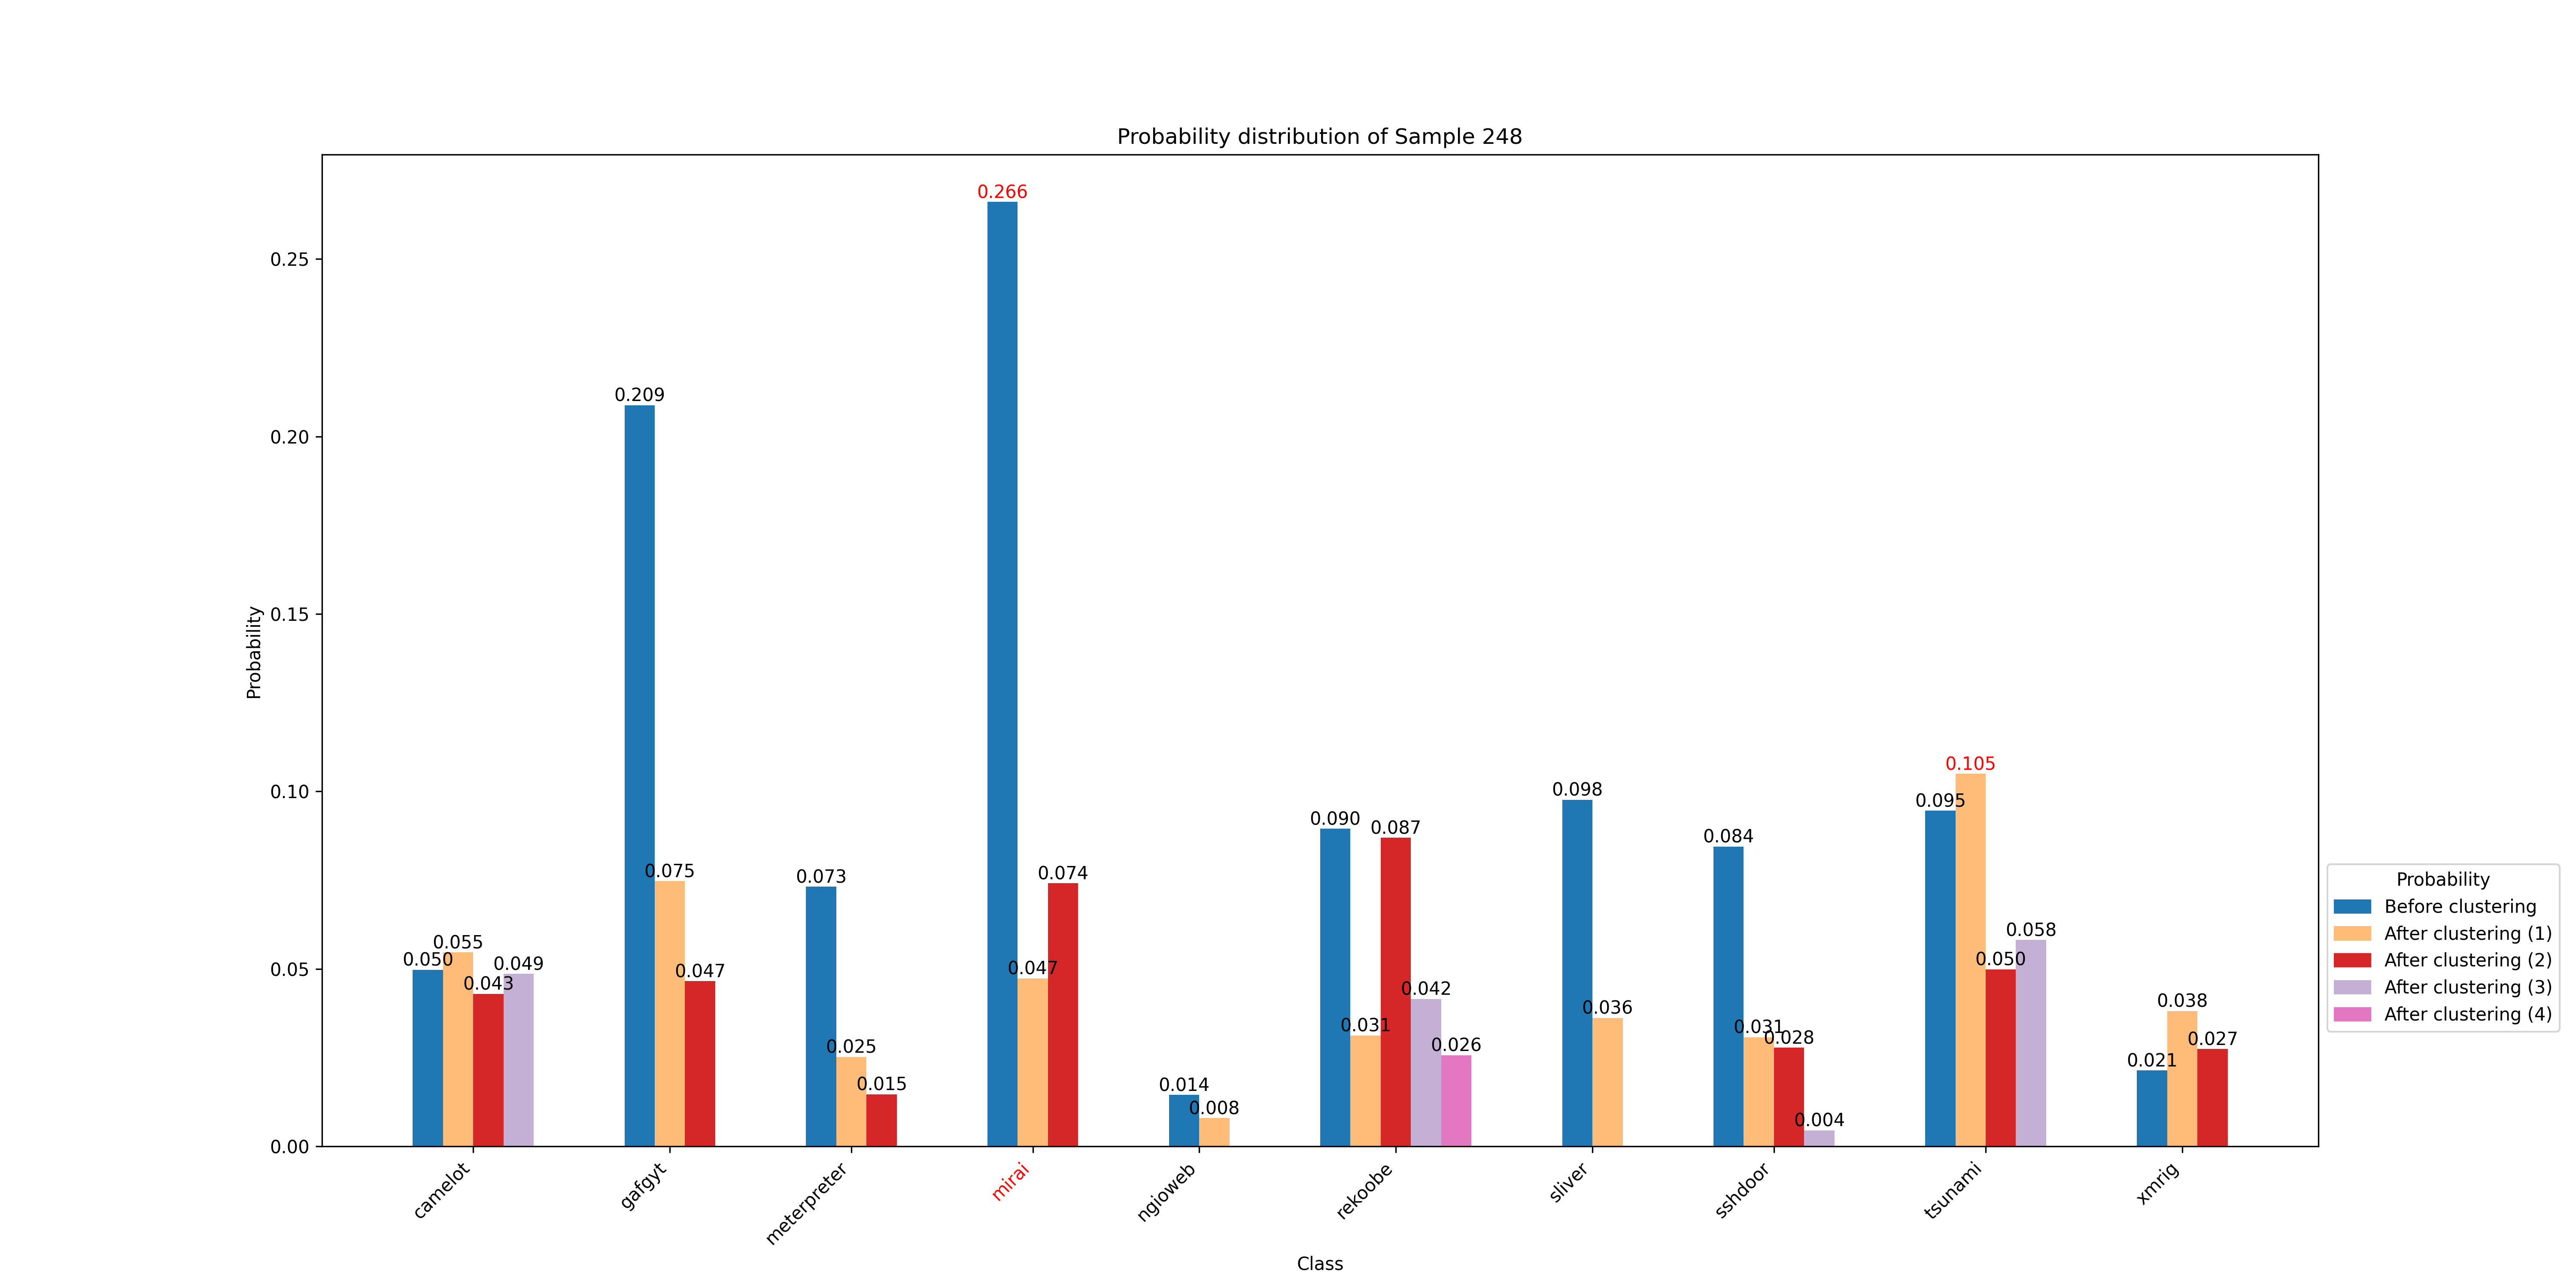 Probability distribution of Sample 248
Probability
0.25
0.20
0.15
0.10
0.05
0.00
0.050
0.055
0.043
0.049
0.209
0.075
0.047
0.073
0.025
0.015
0.266
0.047
0.074
0.014
0.008
0.090
0.031
0.087
0.042
0.026
0.098
0.036
0.084
0.031
0.028
0.004
0.095
0.105
0.050
0.058
0.021
0.038
0.027
camelot
gafgyt
meterpreter
mirai
ngioweb
rekoobe
sliver
sshdoor
tsunami
xmrig
Class
Probability
Before clustering
After clustering (1)
After clustering (2)
After clustering (3)
After clustering (4)